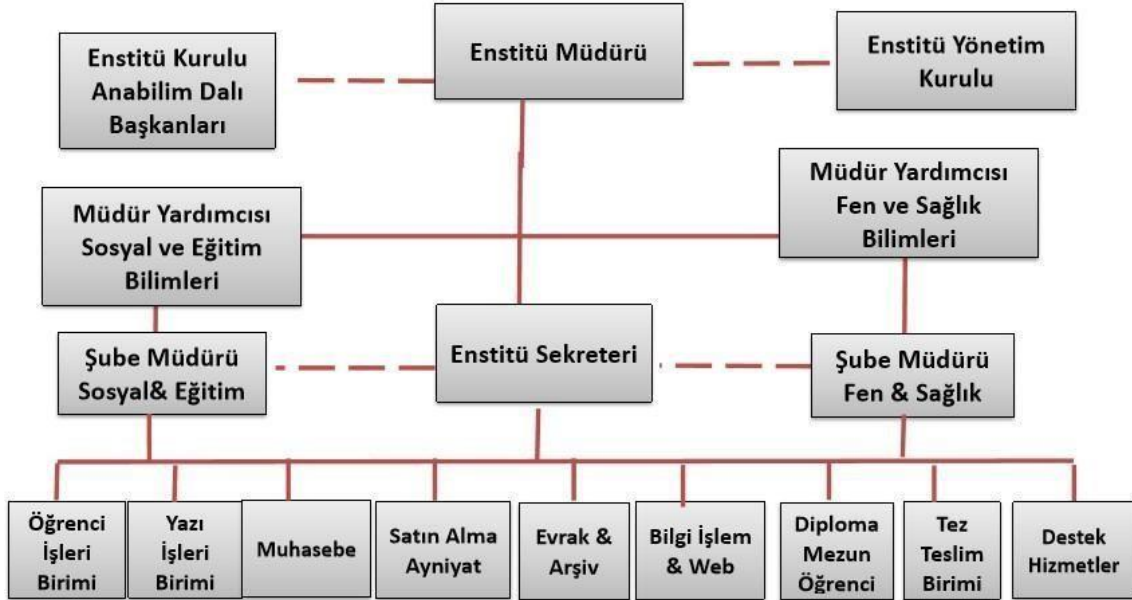 Enstitü Kurulu
Anabilim Dalı
Başkanları
Enstitü Müdürü
Enstitü Yönetim
Kurulu
Müdür Yardımcısı
Sosyal ve Eğitim
Bilimleri
Müdür Yardımcısı
Fen ve Sağlık
Bilimleri
Şube Müdürü
Sosyal& Eğitim
Enstitü Sekreteri
Şube Müdürü
Fen & Sağlık
Öğrenci
İşleri
Birimi
Yazı
İşleri
Birimi
Muhasebe
Satın Alma
Ayniyat
Evrak &
Arşiv
Bilgi İşlem
& Web
Diploma
Mezun
Öğrenci
Tez
Teslim
Birimi
Destek
Hizmetler